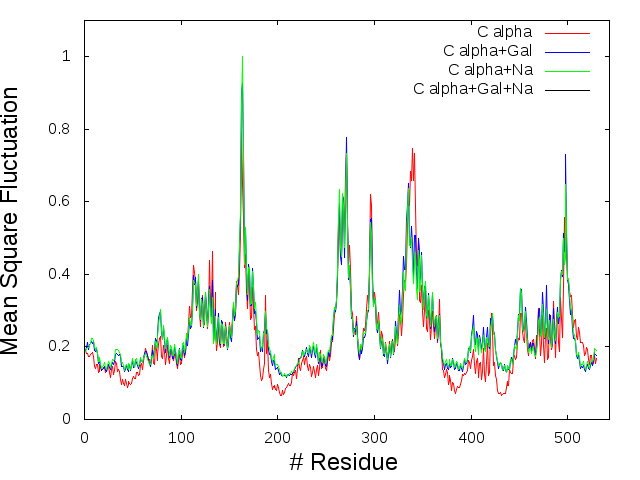 C alpha
C alpha+Gal
C alpha+Na
C alpha+Gal+Na
Mean Square Fluctuation
1
0.8
0.6
0.4
0.2
0
0 100 200 300 400 500
# Residue